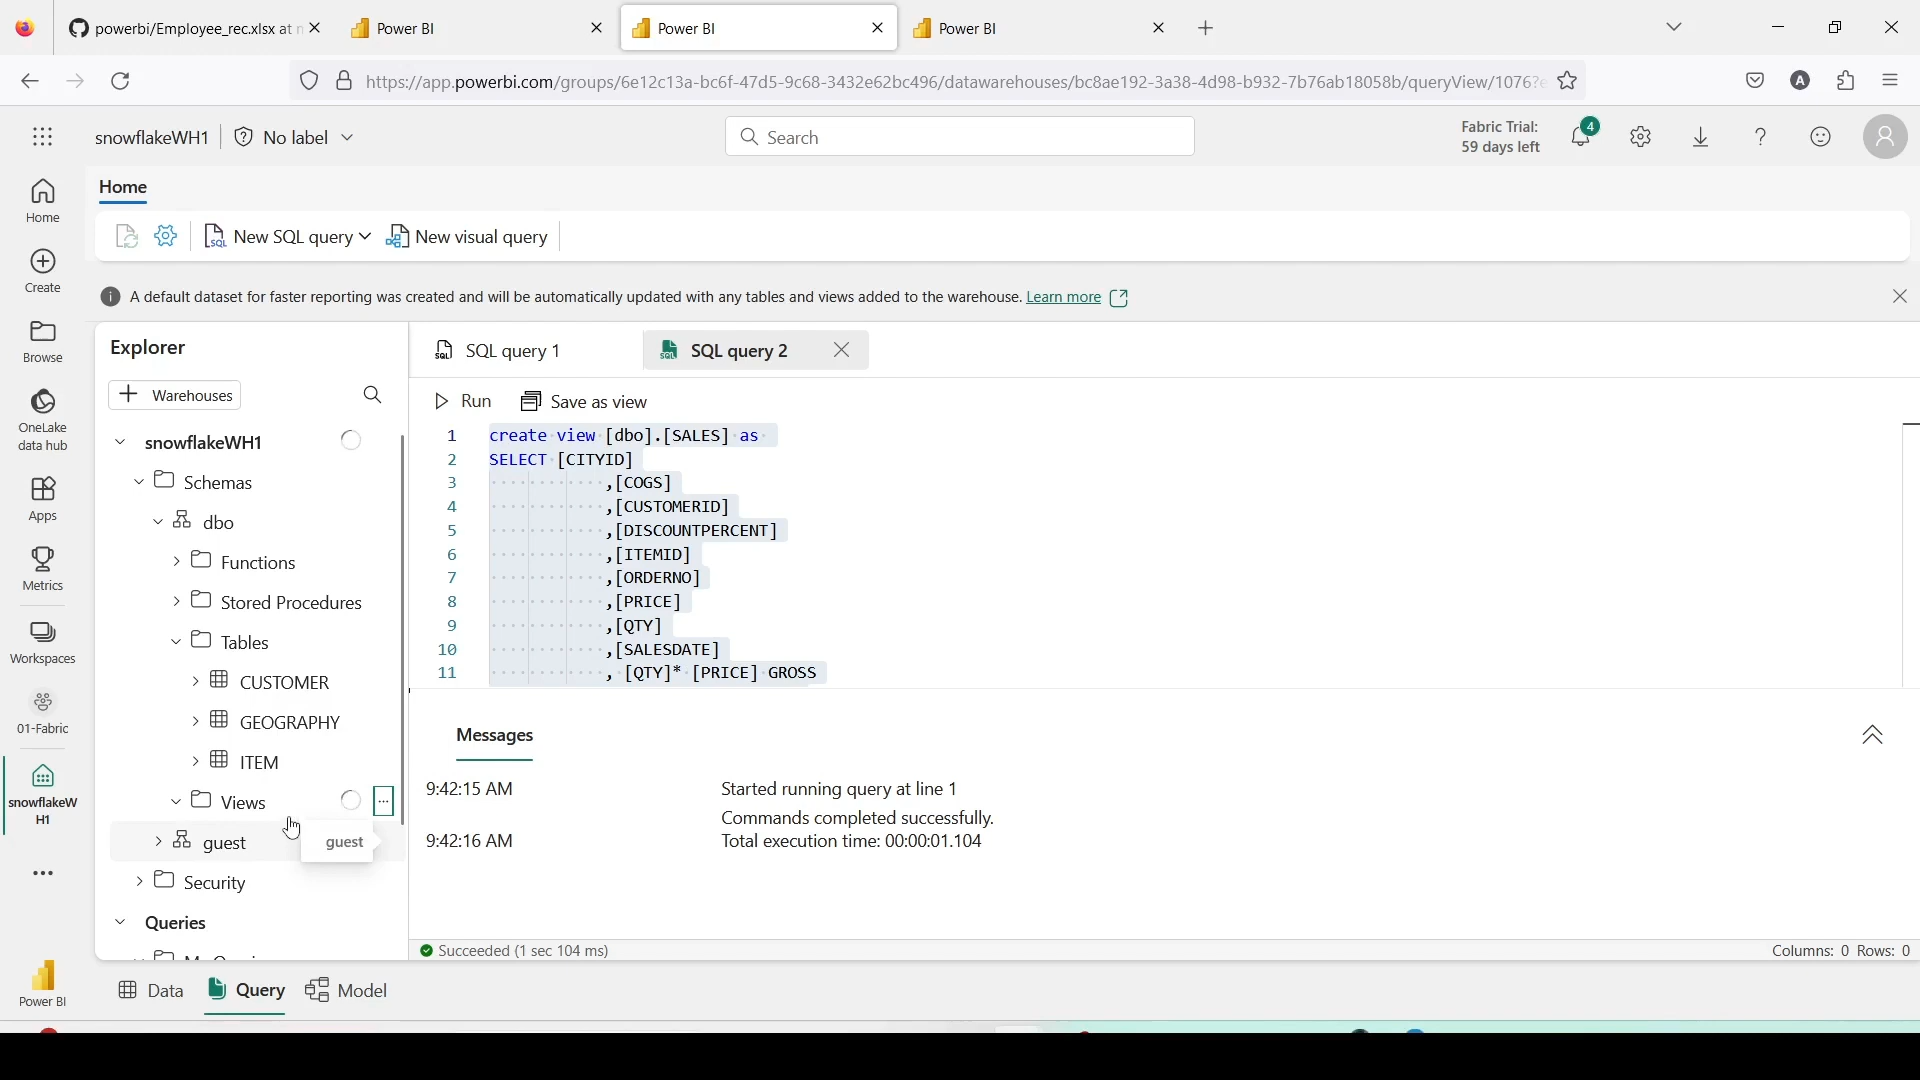 powerbi/Employee_rec.xlsx at n
Power BI
Power BI
Power BI
https://app.powerbi.com/groups/6e12c13a-bc6f-47d5-9c68-3432e62bc496/datawarehouses/bc8ae192-3a38-4d98-b932-7b76ab18058b/queryView/1076?e
A
snowflakeWH1
No label
Search
Fabric Trial:
59 days left
4
Home
Home
Create
Browse
OneLake
data hub
Apps
Metrics
Workspaces
01-Fabric
snowflakeW
H1
Power BI
New SQL query
New visual query
A default dataset for faster reporting was created and will be automatically updated with any tables and views added to the warehouse. Learn more
Explorer
Warehouses
snowflakeWH1
Schemas
dbo
Functions
Stored Procedures
Tables
CUSTOMER
GEOGRAPHY
ITEM
Views
guest
guest
Security
Queries
SQL query 1
SQL query 2
Run
Save as view
1 create view [dbo].[SALES] as
2 SELECT [CITYID]
3 ,[COGS]
4 ,[CUSTOMERID]
5 ,[DISCOUNTPERCENT]
6 ,[ITEMID]
7 ,[ORDERNO]
8 ,[PRICE]
9 ,[QTY]
10 ,[SALESDATE]
11 , [QTY]* [PRICE] GROSS
Messages
9:42:15 AM Started running query at line 1
Commands completed successfully.
9:42:16 AM Total execution time: 00:00:01.104
Succeeded (1 sec 104 ms)
Columns: 0 Rows: 0
Data
Query
Model